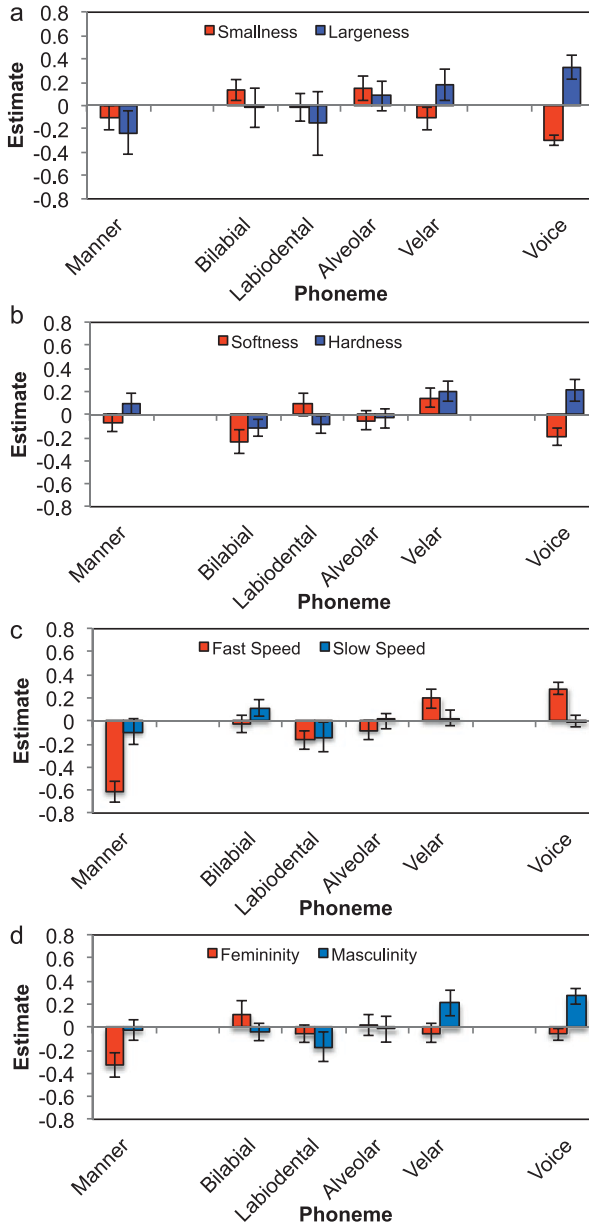 a
Smallness Largeness
0.8
0.6
0.4
0.2
0
-0.2
-0.4
-0.6
-0.8
Estimate
Manner Bilabial Labiodental Alveolar Velar Voice
Phoneme
b
Softness Hardness
0.8
0.6
0.4
0.2
0
-0.2
-0.4
-0.6
-0.8
Estimate
Manner Bilabial Labiodental Alveolar Velar Voice
Phoneme
c
Fast Speed Slow Speed
0.8
0.6
0.4
0.2
0
-0.2
-0.4
-0.6
-0.8
Estimate
Manner Bilabial Labiodental Alveolar Velar Voice
Phoneme
d
Femininity Masculinity
0.8
0.6
0.4
0.2
0
-0.2
-0.4
-0.6
-0.8
Estimate
Manner Bilabial Labiodental Alveolar Velar Voice
Phoneme